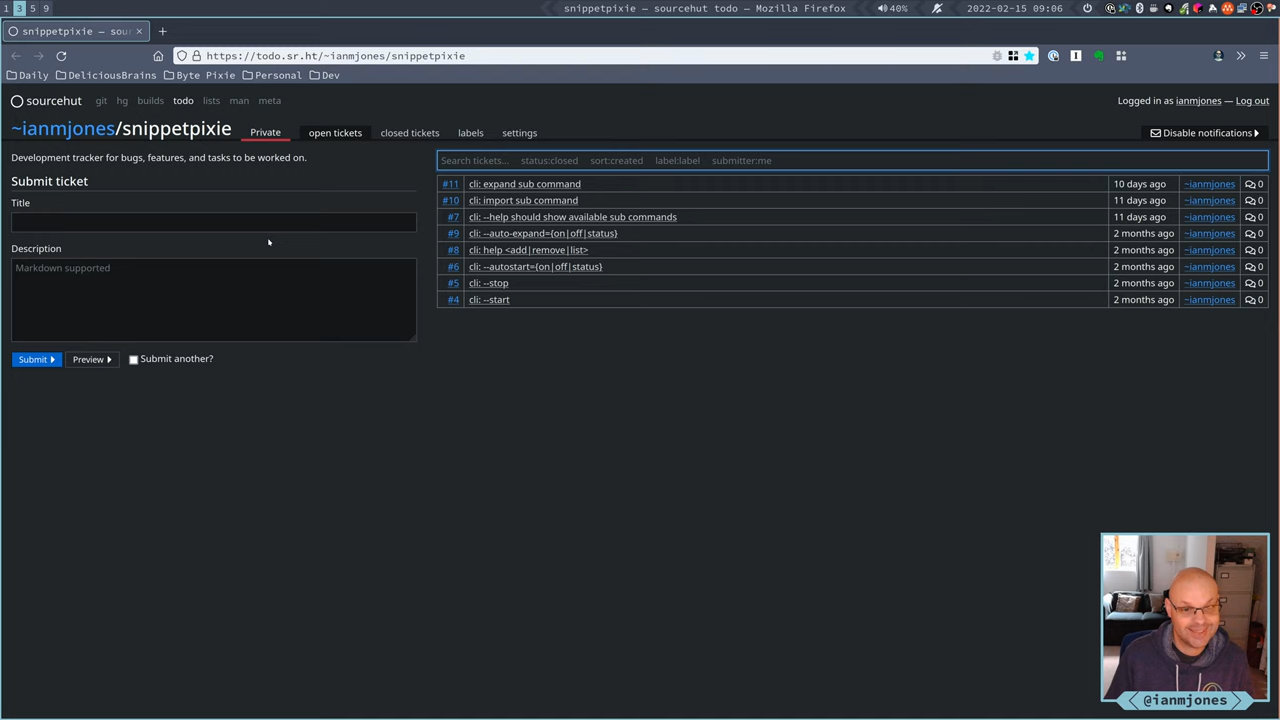 1 3 5 9
snippetpixie — sourcehut todo — Mozilla Firefox
40%
2022-02-15 09:06
snippetpixie — sour
https://todo.sr.ht/~ianmjones/snippetpixie
Daily DeliciousBrains Byte Pixie Personal Dev
sourcehut git hg builds todo lists man meta
Logged in as ianmjones — Log out
~ianmjones/snippetpixie Private open tickets closed tickets labels settings
Disable notifications
Development tracker for bugs, features, and tasks to be worked on.
Submit ticket
Title
Description
Markdown supported
Submit Preview Submit another?
Search tickets... status:closed sort:created label:label submitter:me
#11 cli: expand sub command 10 days ago ~ianmjones 0
#10 cli: import sub command 11 days ago ~ianmjones 0
#7 cli: --help should show available sub commands 11 days ago ~ianmjones 0
#9 cli: --auto-expand={on|off|status} 2 months ago ~ianmjones 0
#8 cli: help <add|remove|list> 2 months ago ~ianmjones 0
#6 cli: --autostart={on|off|status} 2 months ago ~ianmjones 0
#5 cli: --stop 2 months ago ~ianmjones 0
#4 cli: --start 2 months ago ~ianmjones 0
@ianmjones